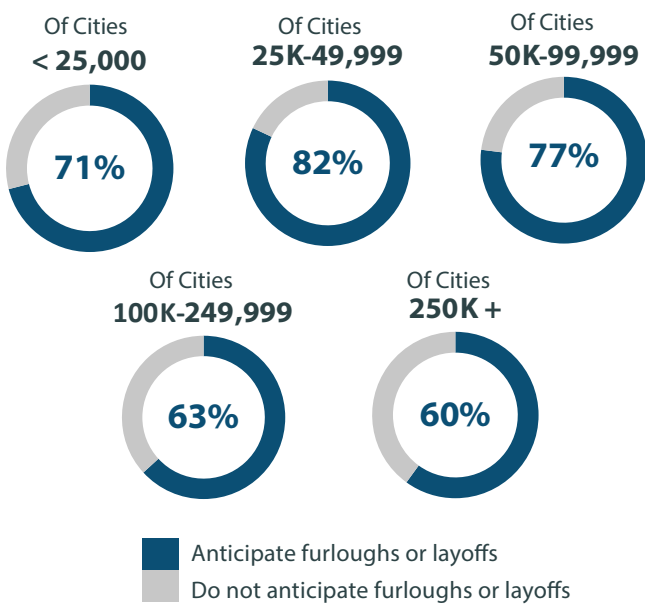 Of Cities
< 25,000
71%
Of Cities
25K-49,999
82%
Of Cities
50K-99,999
77%
Of Cities
100K-249,999
63%
Of Cities
250K +
60%
Anticipate furloughs or layoffs
Do not anticipate furloughs or layoffs